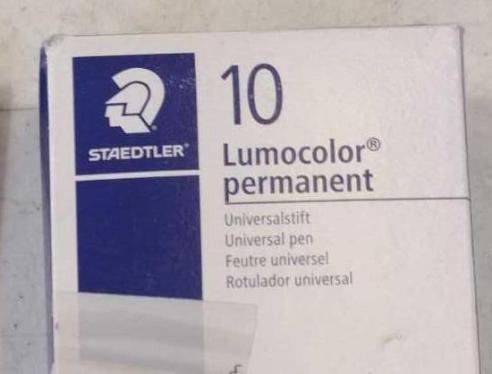 STAEDTLER®
10
Lumocolor®
permanent
Universalstift
Universal pen
Feutre universel
Rotulador universal